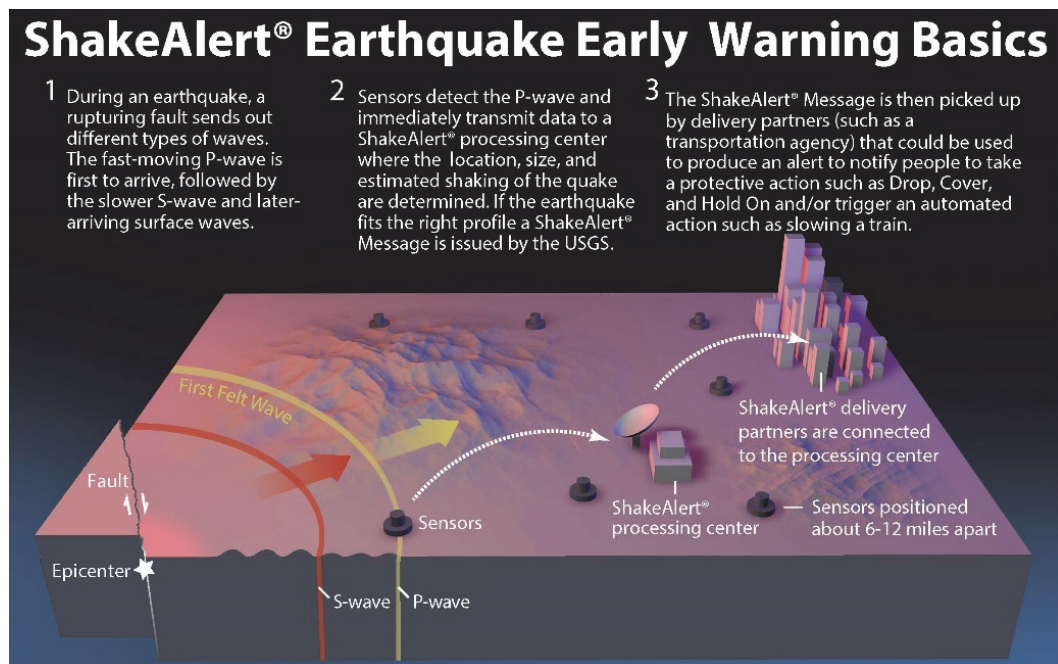 ShakeAlert® Earthquake Early Warning Basics
1 During an earthquake, a
rupturing fault sends out
different types of waves.
The fast-moving P-wave is
first to arrive, followed by
the slower S-wave and later-
arriving surface waves.
2 Sensors detect the P-wave and
immediately transmit data to a
ShakeAlert® processing center
where the location, size, and
estimated shaking of the quake
are determined. If the earthquake
fits the right profile a ShakeAlert®
Message is issued by the USGS.
3 The ShakeAlert® Message is then picked up
by delivery partners (such as a
transportation agency) that could be used
to produce an alert to notify people to take
a protective action such as Drop, Cover,
and Hold On and/or trigger an automated
action such as slowing a train.
First Felt Wave
ShakeAlert® delivery
partners are connected
to the processing center
Fault
Sensors
ShakeAlert®
processing center
Sensors positioned
about 6-12 miles apart
Epicenter
S-wave
P-wave